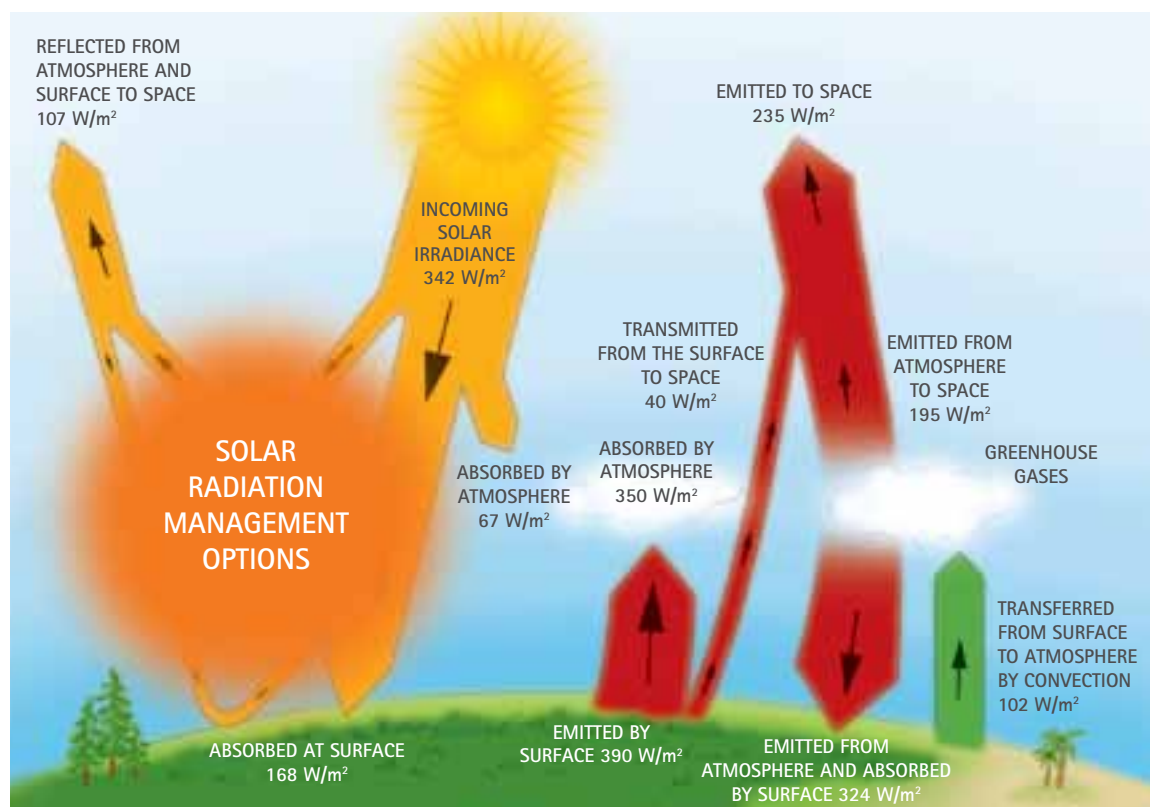 REFLECTED FROM
ATMOSPHERE AND
SURFACE TO SPACE
107 W/m²
INCOMING
SOLAR
IRRADIANCE
342 W/m²
EMITTED TO SPACE
235 W/m²
TRANSMITTED
FROM THE SURFACE
TO SPACE
40 W/m²
EMITTED FROM
ATMOSPHERE
TO SPACE
195 W/m²
SOLAR
RADIATION
MANAGEMENT
OPTIONS
ABSORBED BY
ATMOSPHERE
67 W/m²
ABSORBED BY
ATMOSPHERE
350 W/m²
GREENHOUSE
GASES
TRANSFERRED
FROM SURFACE
TO ATMOSPHERE
BY CONVECTION
102 W/m²
ABSORBED AT SURFACE
168 W/m²
EMITTED BY
SURFACE 390 W/m²
EMITTED FROM
ATMOSPHERE AND ABSORBED
BY SURFACE 324 W/m²